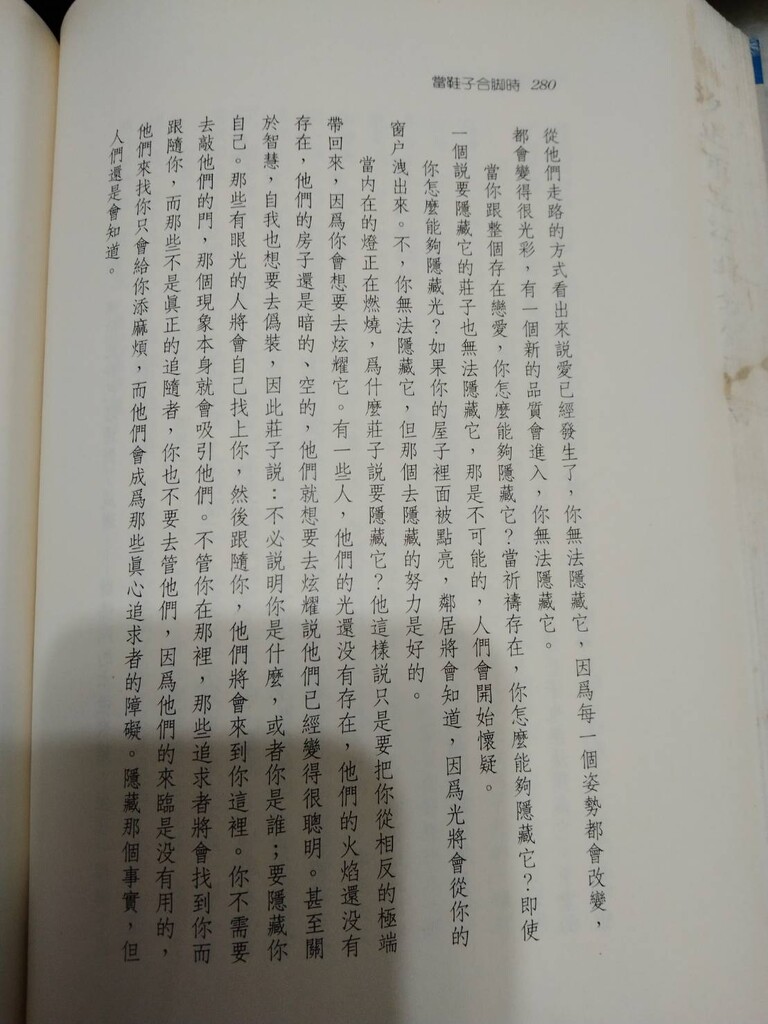 當鞋子合脚時 280
從他們走路的方式看出來説愛已經發生了，你無法隱藏它，因爲每一個姿勢都會改變，
都會變得很光彩，有一個新的品質會進入，你無法隱藏它。
當你跟整個存在戀愛，你怎麼能夠隱藏它？當祈禱存在，你怎麼能夠隱藏它？即使
一個説要隱藏它的莊子也無法隱藏它，那是不可能的，人們會開始懷疑。
你怎麼能夠隱藏光？如果你的屋子裡面被點亮，鄰居將會知道，因爲光將會從你的
窗户洩出來。不，你無法隱藏它，但那個去隱藏的努力是好的。
當内在的燈正在燃燒，爲什麼莊子説要隱藏它？他這樣説只是要把你從相反的極端
帶回來，因爲你會想要去炫耀它。有一些人，他們的光還没有存在，他們的火焰還没有
存在，他們的房子還是暗的、空的，他們就想要去炫耀説他們已經變得很聰明。甚至關
於智慧，自我也想要去僞裝，因此莊子説：不必説明你是什麼，或者你是誰；要隱藏你
自己。那些有眼光的人將會自己找上你，然後跟隨你，他們將會來到你這裡。你不需要
去敲他們的門，那個現象本身就會吸引他們。不管你在那裡，那些追求者將會找到你而
跟隨你，而那些不是眞正的追隨者，你也不要去管他們，因爲他們的來臨是没有用的，
他們來找你只會給你添麻煩，而他們會成爲那些眞心追求者的障礙。隱藏那個事實，但
人們還是會知道。